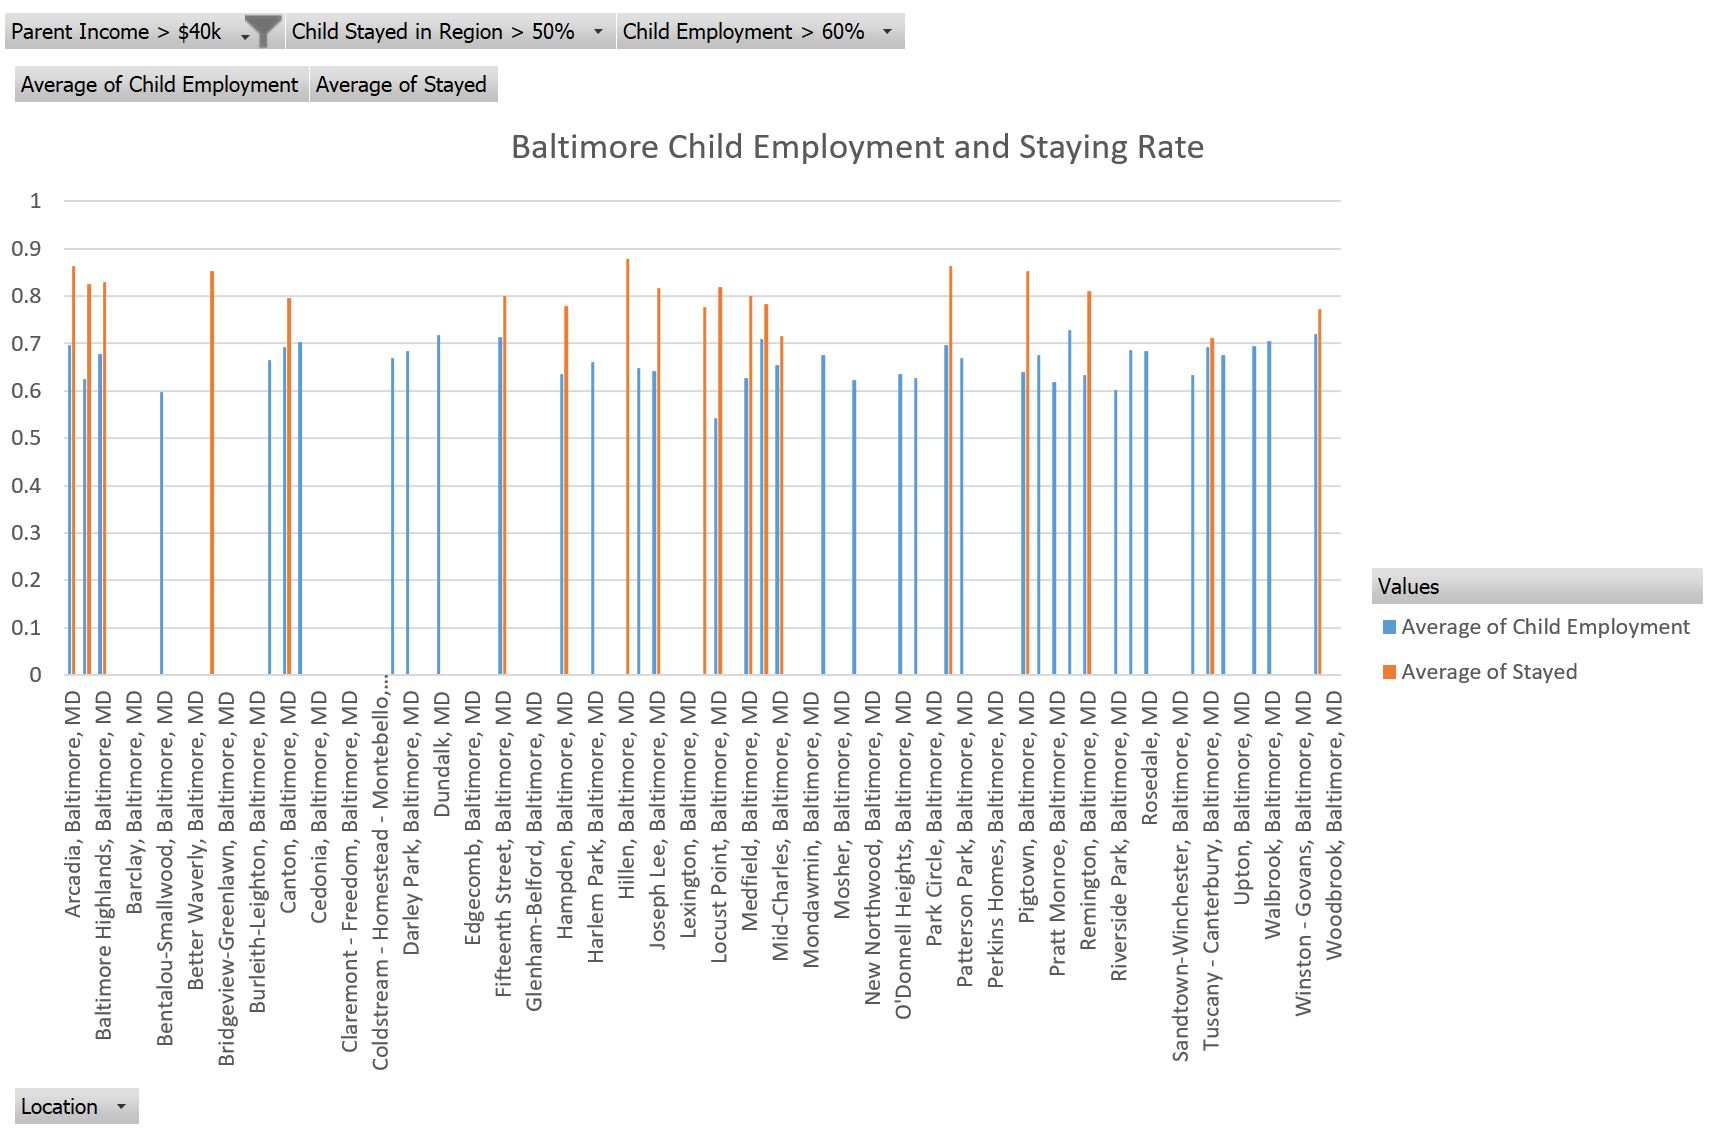 Parent Income > $40k
Child Stayed in Region > 50%
Child Employment > 60%
Average of Child Employment
Average of Stayed
Baltimore Child Employment and Staying Rate
1
0.9
0.8
0.7
0.6
0.5
0.4
0.3
0.2
0.1
0
Arcadia, Baltimore, MD
Baltimore Highlands, Baltimore, MD
Barclay, Baltimore, MD
Bentalou-Smallwood, Baltimore, MD
Better Waverly, Baltimore, MD
Bridgeview-Greenlawn, Baltimore, MD
Burleith-Leighton, Baltimore, MD
Canton, Baltimore, MD
Cedonia, Baltimore, MD
Claremont - Freedom, Baltimore, MD
Coldstream - Homestead - Montebello,...
Darley Park, Baltimore, MD
Dundalk, MD
Edgecomb, Baltimore, MD
Fifteenth Street, Baltimore, MD
Glenham-Belford, Baltimore, MD
Hampden, Baltimore, MD
Harlem Park, Baltimore, MD
Hillen, Baltimore, MD
Joseph Lee, Baltimore, MD
Lexington, Baltimore, MD
Locust Point, Baltimore, MD
Medfield, Baltimore, MD
Mid-Charles, Baltimore, MD
Mondawmin, Baltimore, MD
Mosher, Baltimore, MD
New Northwood, Baltimore, MD
O'Donnell Heights, Baltimore, MD
Park Circle, Baltimore, MD
Patterson Park, Baltimore, MD
Perkins Homes, Baltimore, MD
Pigtown, Baltimore, MD
Pratt Monroe, Baltimore, MD
Remington, Baltimore, MD
Riverside Park, Baltimore, MD
Rosedale, MD
Sandtown-Winchester, Baltimore, MD
Tuscany - Canterbury, Baltimore, MD
Upton, Baltimore, MD
Walbrook, Baltimore, MD
Winston - Govans, Baltimore, MD
Woodbrook, Baltimore, MD
Values
Average of Child Employment
Average of Stayed
Location